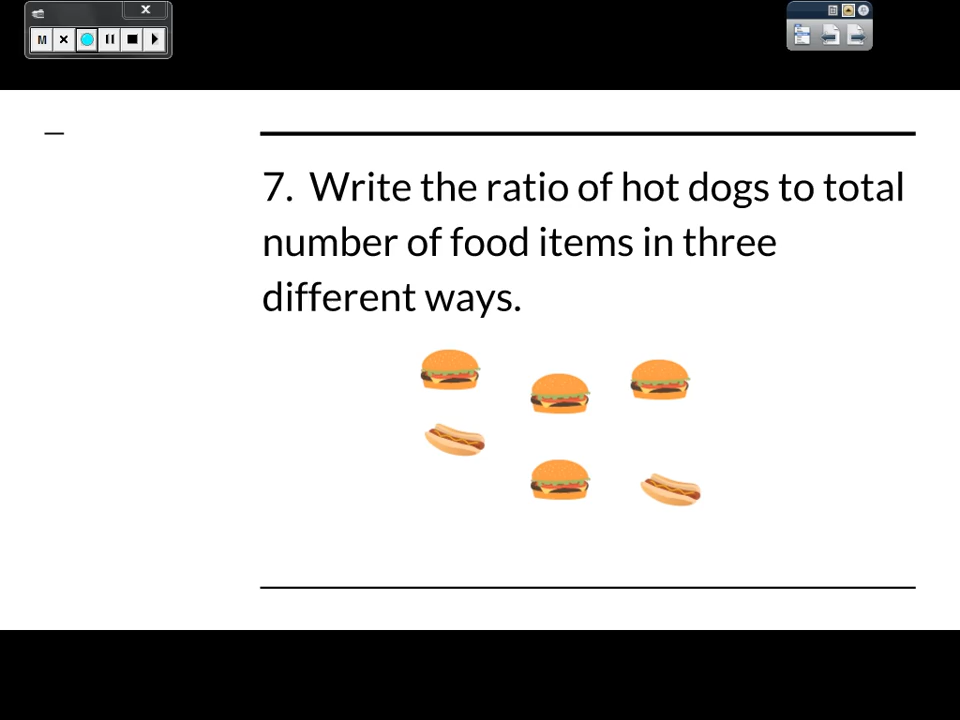 M
7. Write the ratio of hot dogs to total
number of food items in three
different ways.